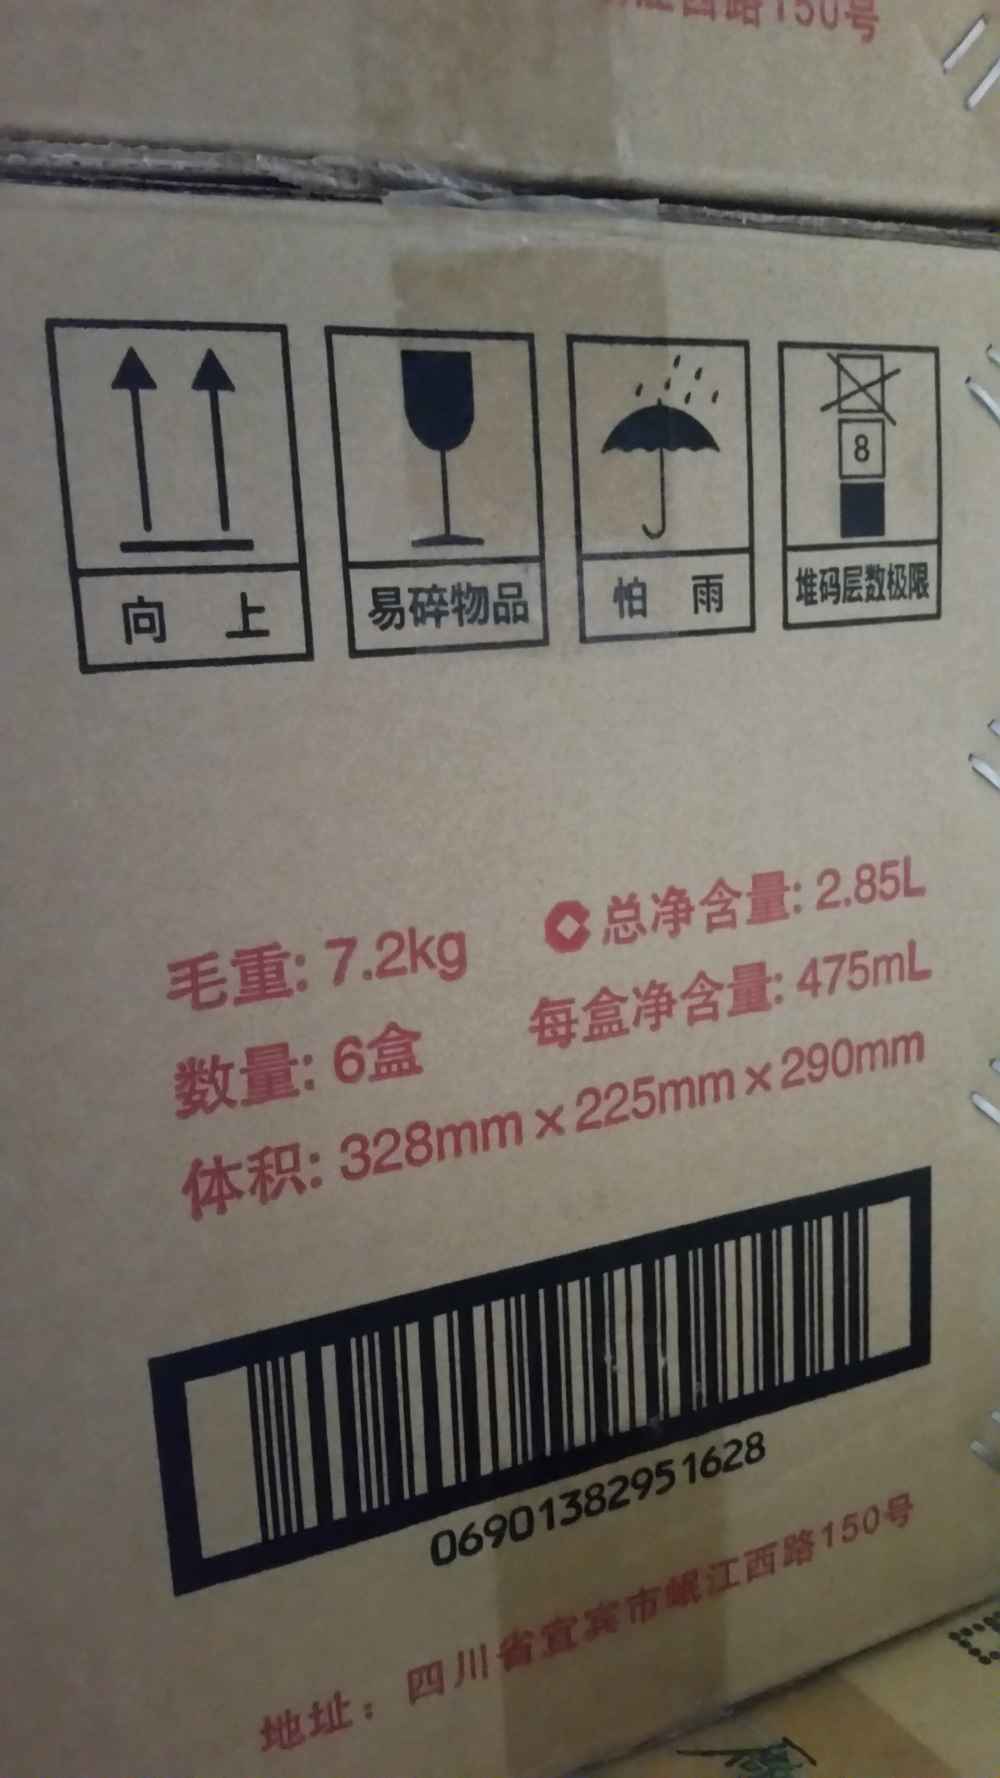 西路150号
向 上
易碎物品
怕 雨
8
堆码层数极限
毛重: 7.2kg 总净含量: 2.85L
数量: 6盒 每盒净含量: 475mL
体积: 328mm×225mm×290mm
06901382951628
地址：四川省宜宾市岷江西路150号